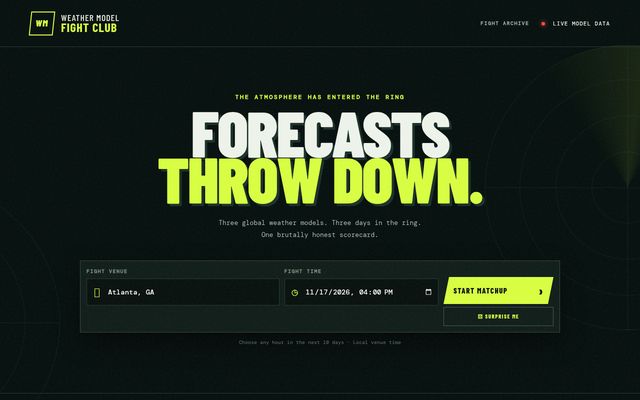 WM
WEATHER MODEL
FIGHT CLUB
FIGHT ARCHIVE
LIVE MODEL DATA
THE ATMOSPHERE HAS ENTERED THE RING
FORECASTS
THROW DOWN.
Three global weather models. Three days in the ring.
One brutally honest scorecard.
FIGHT VENUE
FIGHT TIME
Atlanta, GA
11/17/2026, 04:00 PM
START MATCHUP
SURPRISE ME
Choose any hour in the next 10 days · Local venue time